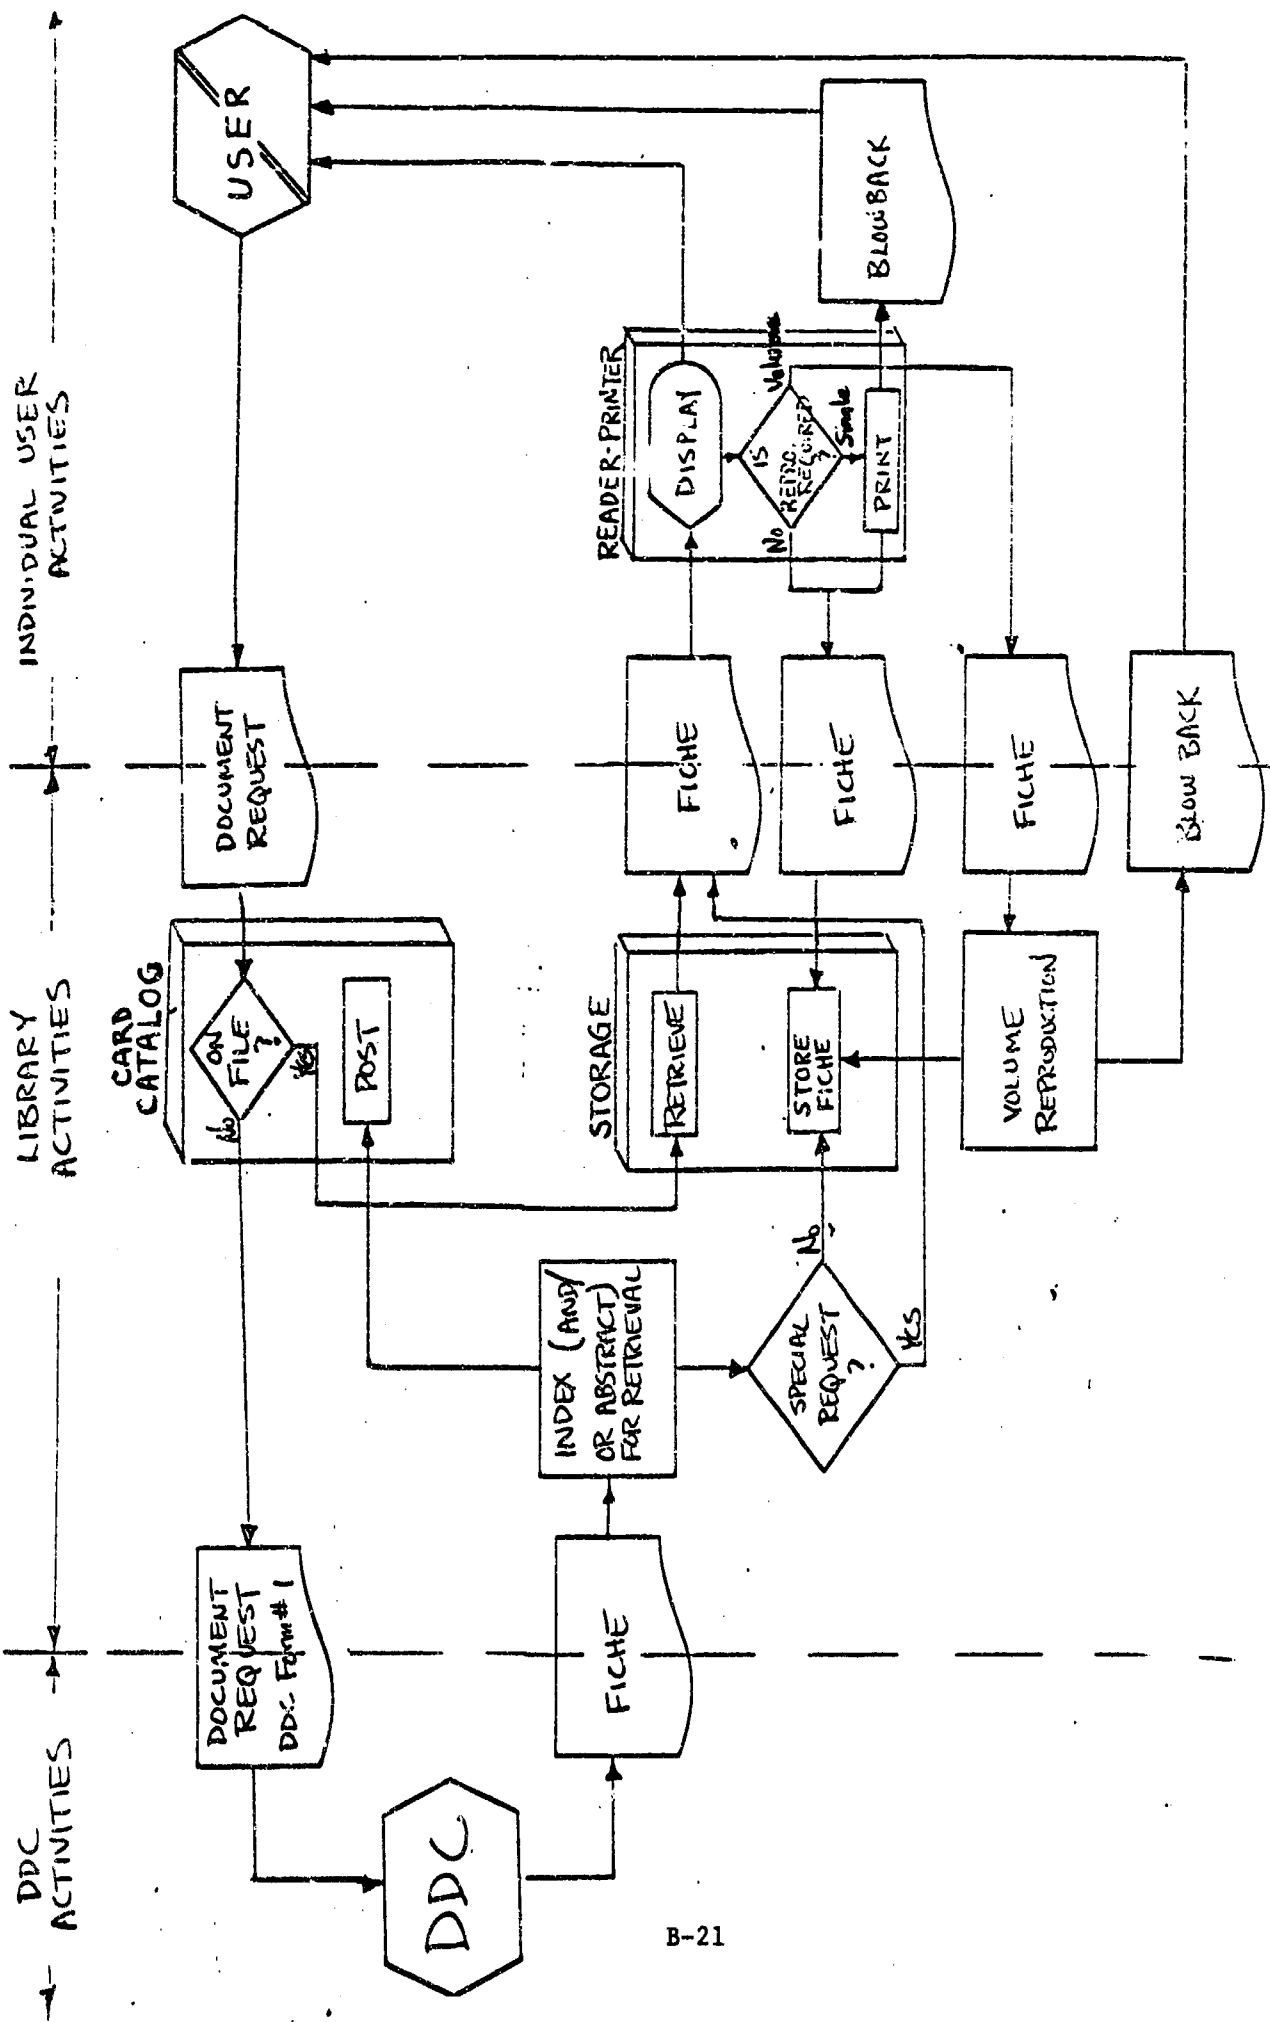 DDC
ACTIVITIES
LIBRARY
ACTIVITIES
INDIVIDUAL USER
ACTIVITIES
DOCUMENT
REQUEST
DDC Form #1
No
CARD
CATALOG
ON
FILE
?
YES
POST
DOCUMENT
REQUEST
USER
DDC
FICHE
INDEX (AND/
OR ABSTRACT)
FOR RETRIEVAL
SPECIAL
REQUEST
?
No
YES
STORAGE
RETRIEVE
STORE
FICHE
VOLUME
REPRODUCTION
FICHE
FICHE
FICHE
BLOW BACK
READER-PRINTER
DISPLAY
IS
REPRO.
REQUIRED
?
No
Volume
Single
PRINT
BLOWBACK
B-21